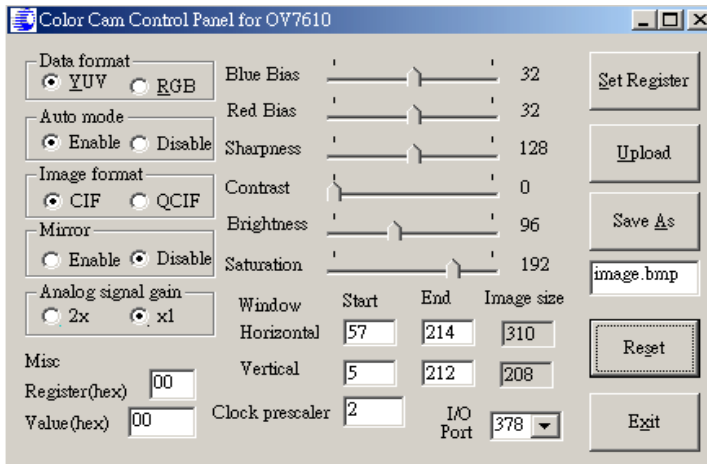 Color Cam Control Panel for OV7610
Data format
YUV RGB
Auto mode
Enable Disable
Image format
CIF QCIF
Mirror
Enable Disable
Analog signal gain
2x x1
Misc
Register(hex) 00
Value(hex) 00
Blue Bias 32
Red Bias 32
Sharpness 128
Contrast 0
Brightness 96
Saturation 192
Window Start End Image size
Horizontal 57 214 310
Vertical 5 212 208
Clock prescaler 2
I/O Port 378
Set Register
Upload
Save As
image.bmp
Reset
Exit